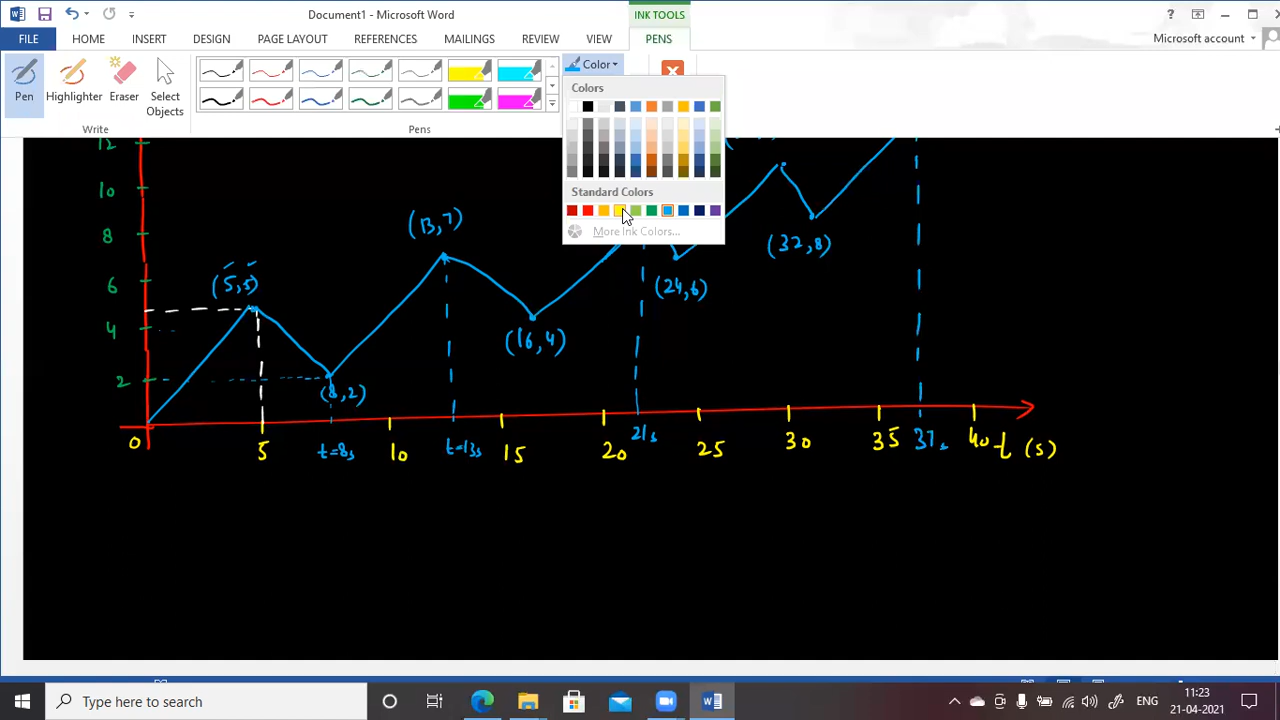 Document1 - Microsoft Word
INK TOOLS
?
FILE
HOME
INSERT
DESIGN
PAGE LAYOUT
REFERENCES
MAILINGS
REVIEW
VIEW
PENS
Microsoft account
Pen
Highlighter
Eraser
Select
Objects
Write
Pens
Color
Colors
Standard Colors
More Ink Colors...
12
10
8
6
4
2
0
(5,5)
(8,2)
(13,7)
(16,4)
(24,6)
(32,8)
5
t=8s
10
t=13s
15
20
21s
25
30
35
37s
40
t (s)
Type here to search
ENG
11:23
21-04-2021